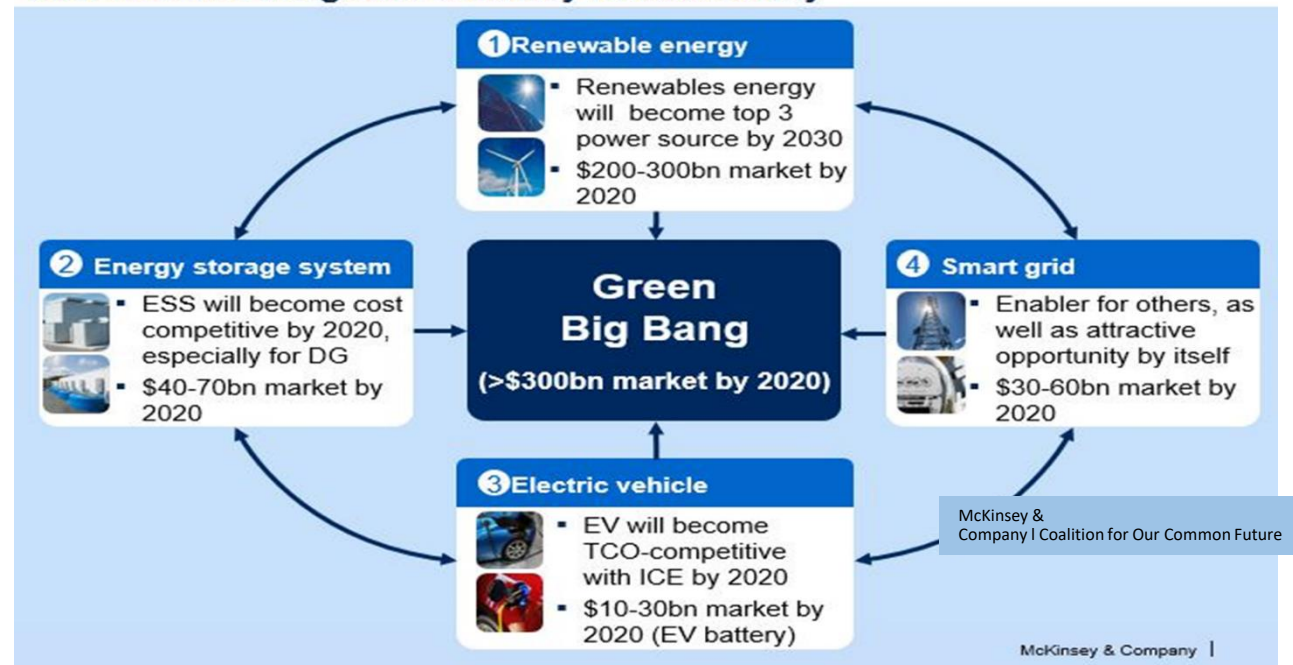 1 Renewable energy
▪ Renewables energy
will become top 3
power source by 2030
▪ $200-300bn market by
2020
2 Energy storage system
▪ ESS will become cost
competitive by 2020,
especially for DG
▪ $40-70bn market by
2020
Green
Big Bang
(>$300bn market by 2020)
4 Smart grid
▪ Enabler for others, as
well as attractive
opportunity by itself
▪ $30-60bn market by
2020
3 Electric vehicle
▪ EV will become
TCO-competitive
with ICE by 2020
▪ $10-30bn market by
2020 (EV battery)
McKinsey &
Company l Coalition for Our Common Future
McKinsey & Company |